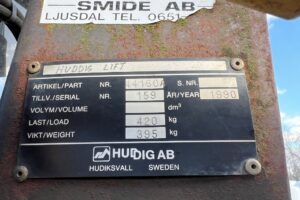 SMIDE AB
LJUSDAL TEL. 0651
HUDDIG LIFT
ARTIKEL/PART NR S. NR
TILLV./SERIAL NR 159 ÅR/YEAR 1990
VOLYM/VOLUME dm³
LAST/LOAD 420 kg
VIKT/WEIGHT 395 kg
HUDDIG AB
HUDIKSVALL SWEDEN